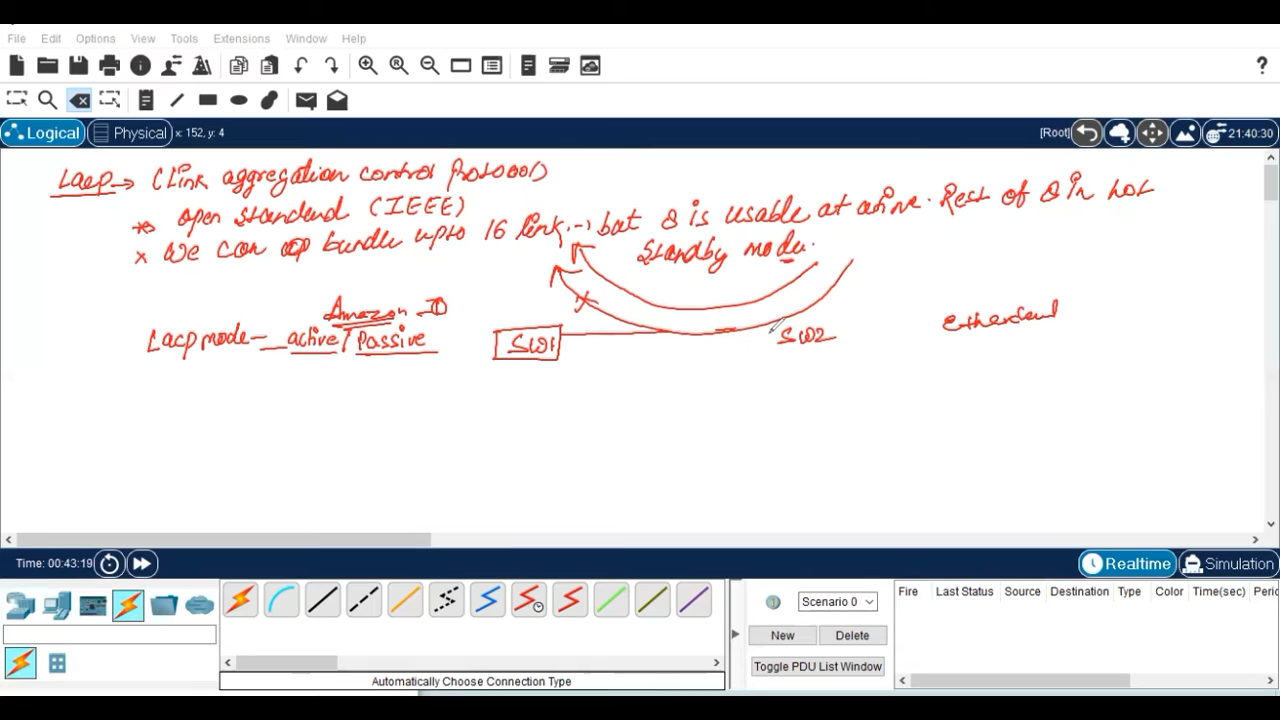 File Edit Options View Tools Extensions Window Help
?
Logical Physical x: 152, y: 4 [Root] 21:40:30
Lacp → (Link aggregation control Protocol)
* open standard (IEEE)
x We can bundle upto 16 link. → but 8 is usable at a time. Rest of 8 in hot
Standby mode.
Amazon
Lacp mode - active / Passive
SW1
SW2
Time: 00:43:19 Realtime Simulation
Scenario 0
New Delete
Toggle PDU List Window
Fire Last Status Source Destination Type Color Time(sec) Perio
Automatically Choose Connection Type